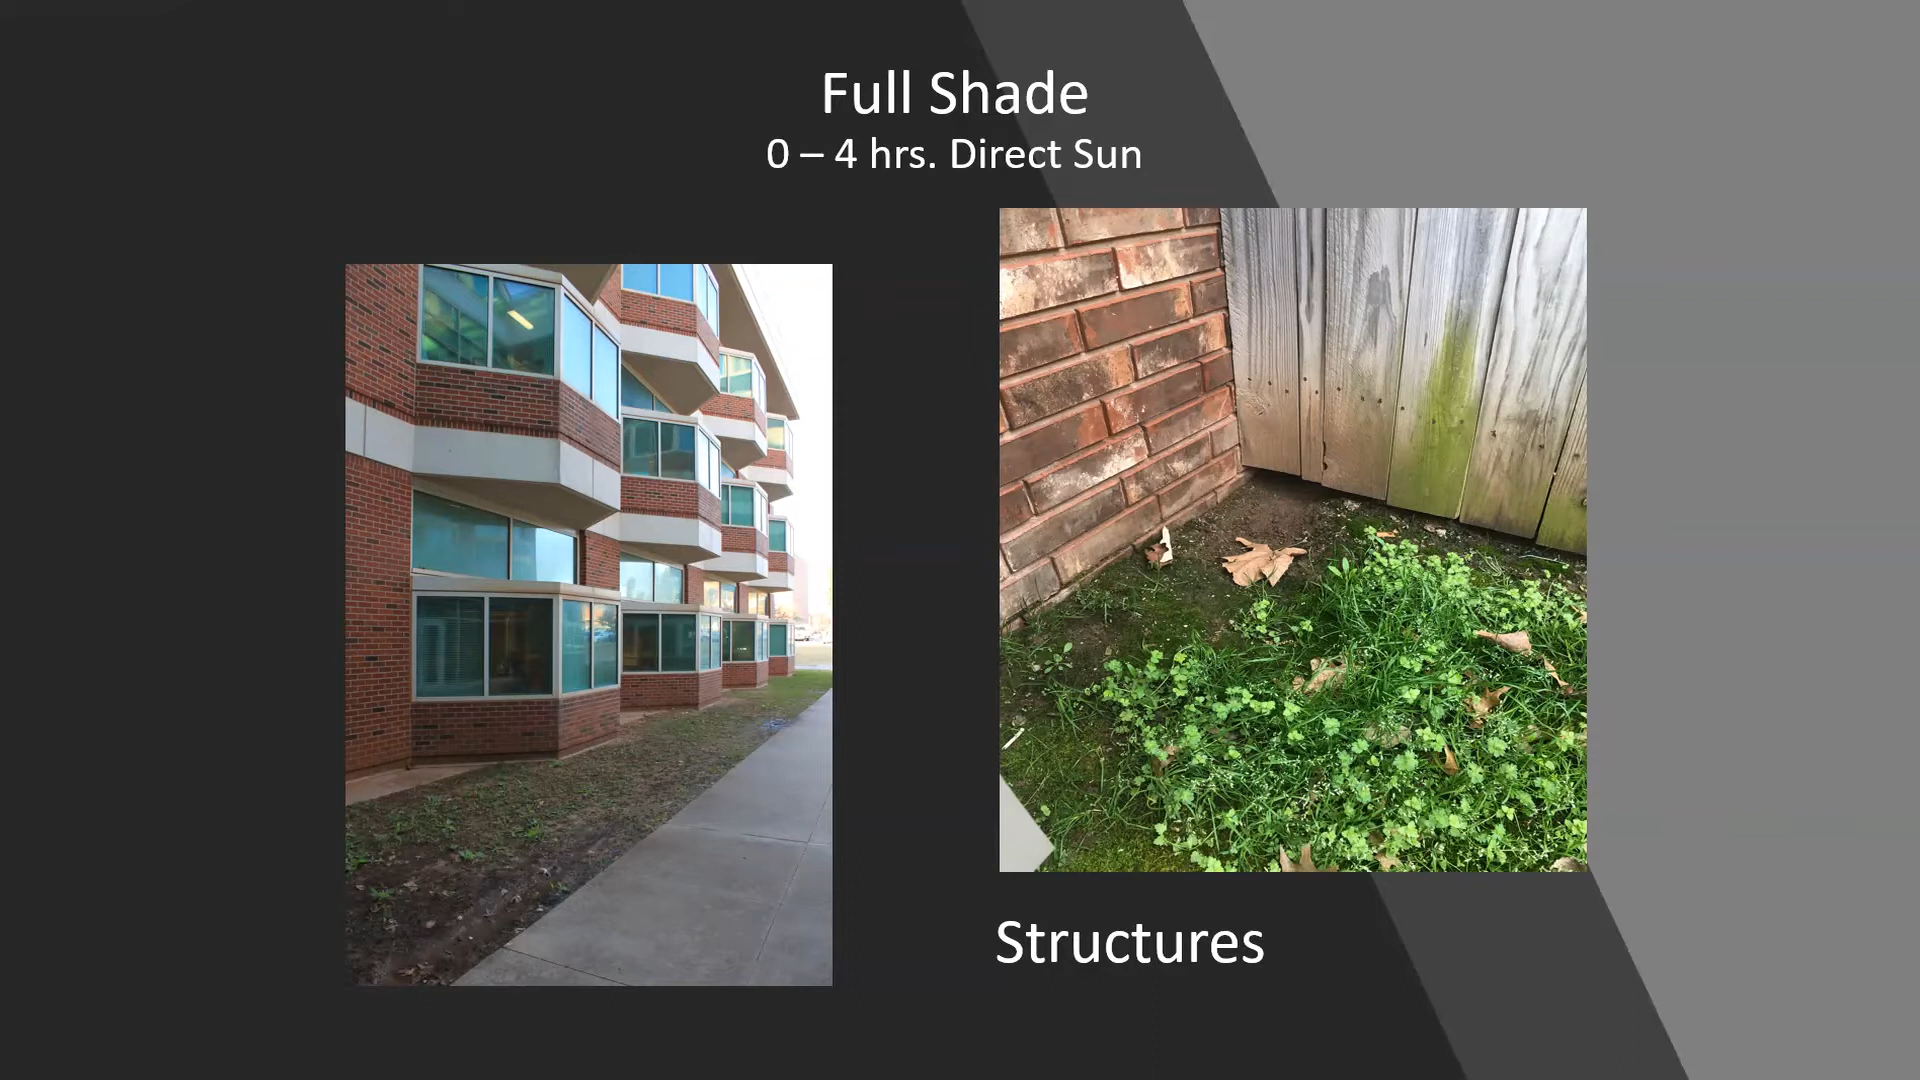 Full Shade
0 – 4 hrs. Direct Sun
Structures